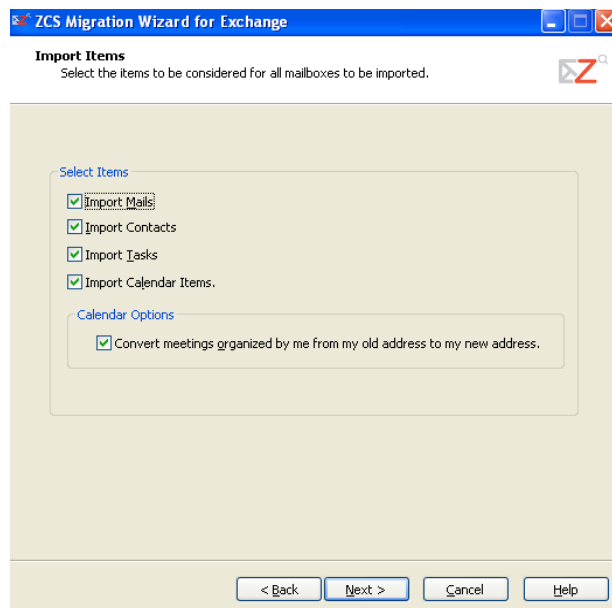 ZCS Migration Wizard for Exchange
Import Items
Select the items to be considered for all mailboxes to be imported.
Select Items
Import Mails
Import Contacts
Import Tasks
Import Calendar Items.
Calendar Options
Convert meetings organized by me from my old address to my new address.
< Back Next > Cancel Help